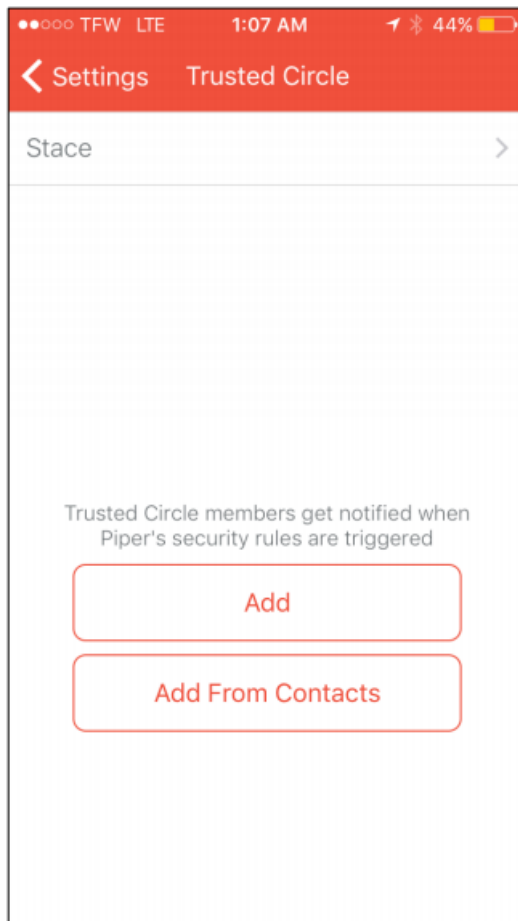 TFW LTE 1:07 AM 44%
Settings Trusted Circle
Stace
Trusted Circle members get notified when
Piper's security rules are triggered
Add
Add From Contacts